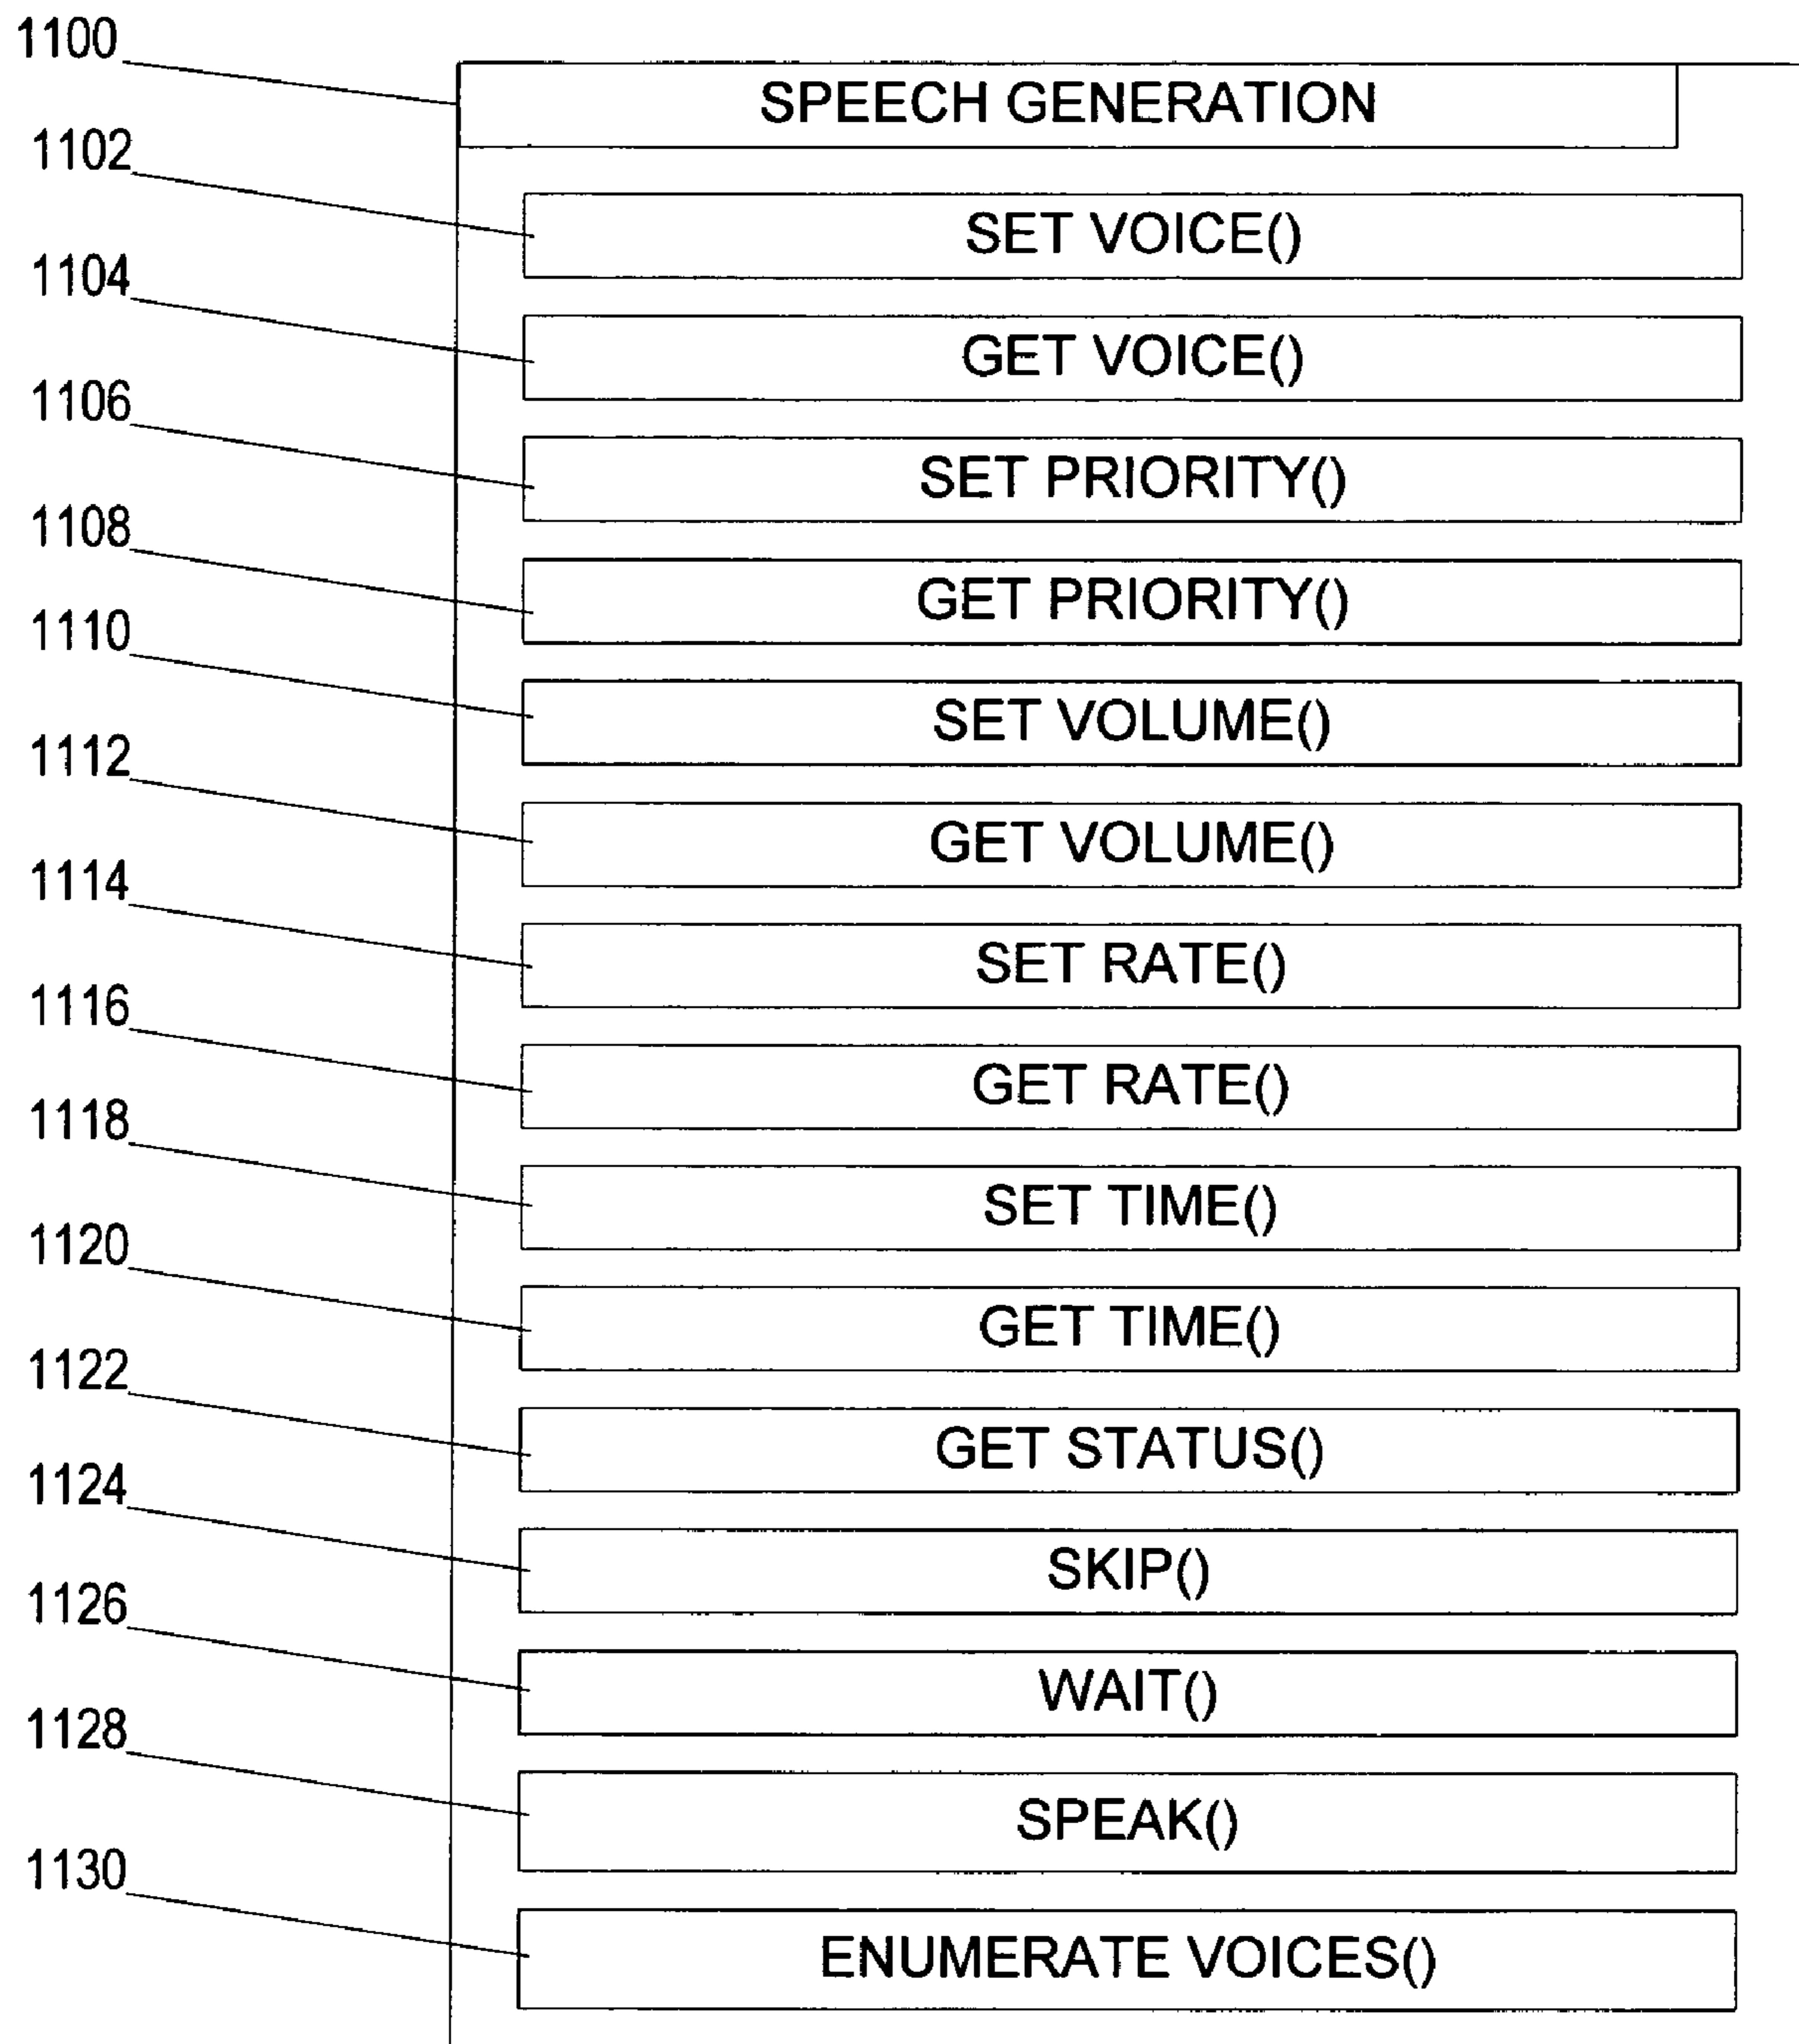 1100
SPEECH GENERATION
1102
SET VOICE()
1104
GET VOICE()
1106
SET PRIORITY()
1108
GET PRIORITY()
1110
SET VOLUME()
1112
GET VOLUME()
1114
SET RATE()
1116
GET RATE()
1118
SET TIME()
1120
GET TIME()
1122
GET STATUS()
1124
SKIP()
1126
WAIT()
1128
SPEAK()
1130
ENUMERATE VOICES()